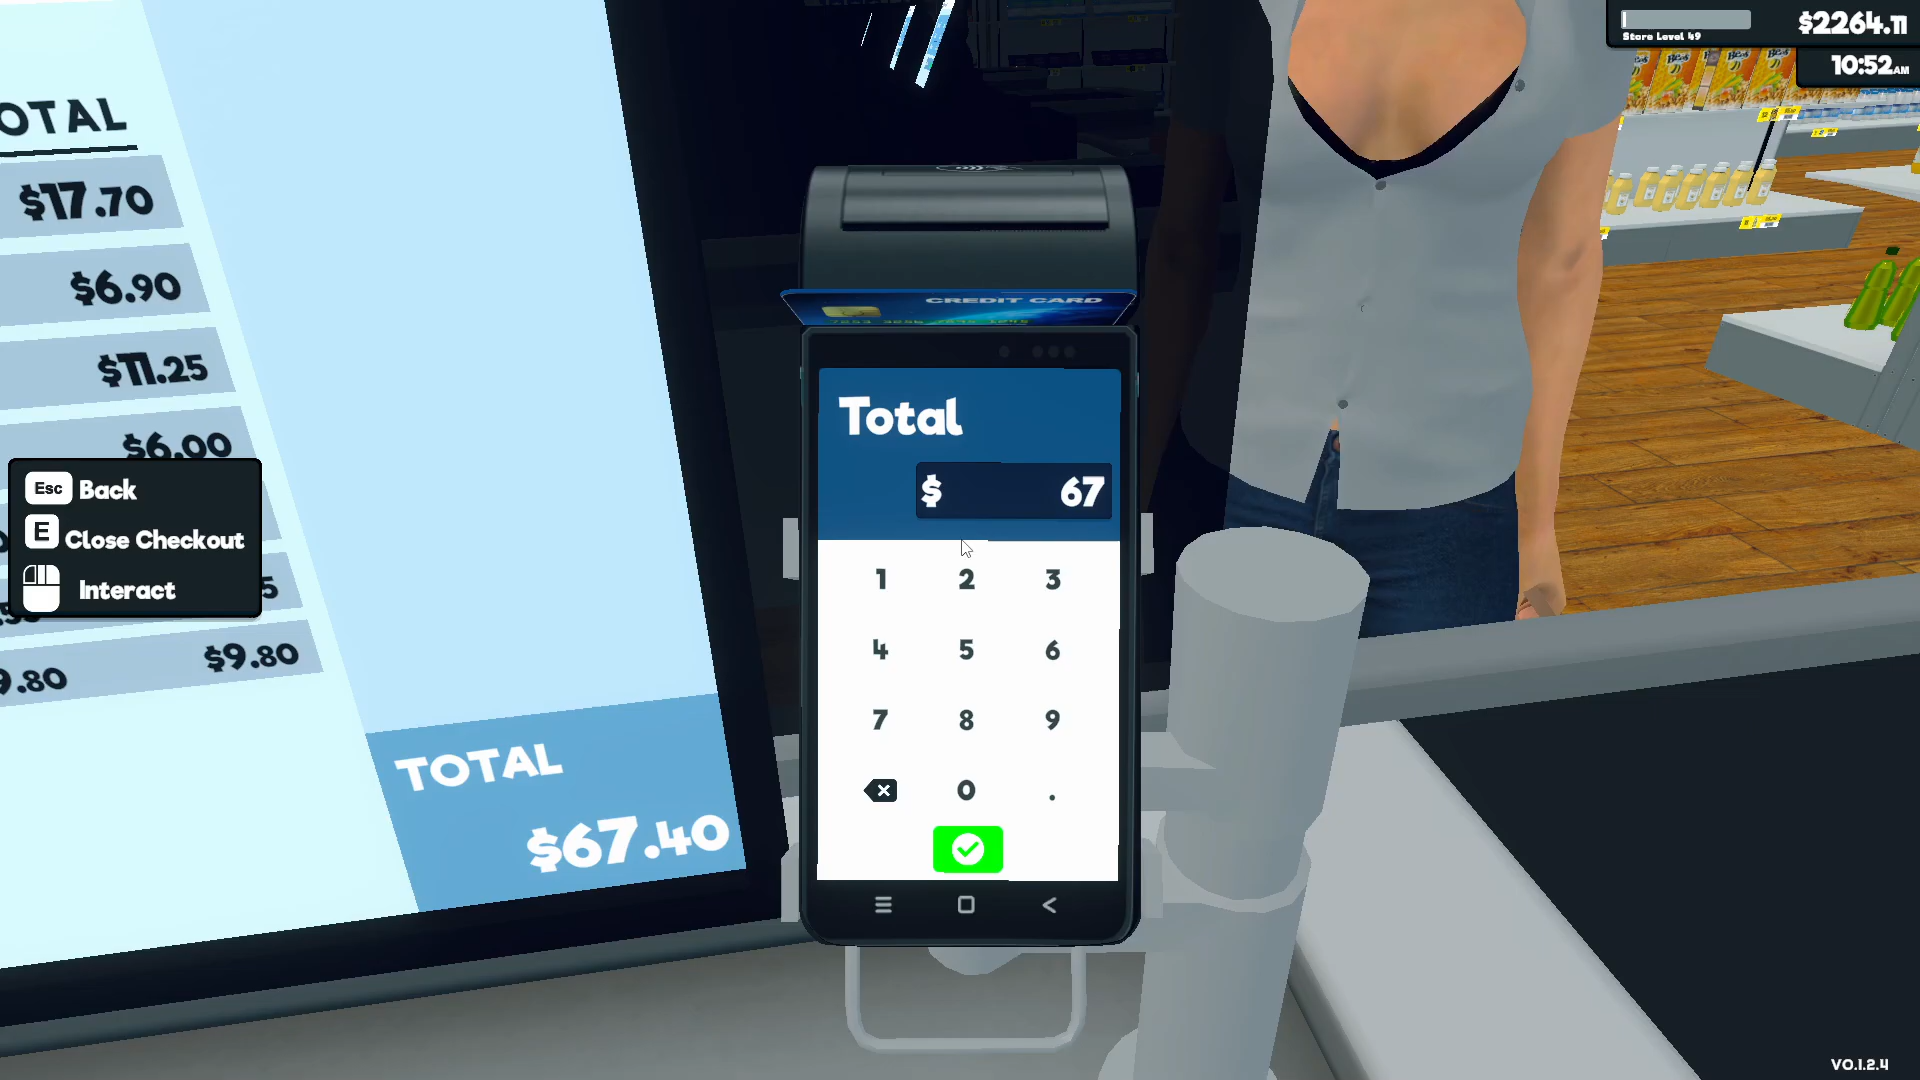 $2264.11
Store Level 49
10:52AM
OTAL
$17.70
$6.90
$11.25
$6.00
5
9.80
$9.80
TOTAL
$67.40
Esc Back
E Close Checkout
Interact
CREDIT CARD
Total
$ 67
1 2 3
4 5 6
7 8 9
0 .
V0.1.2.4